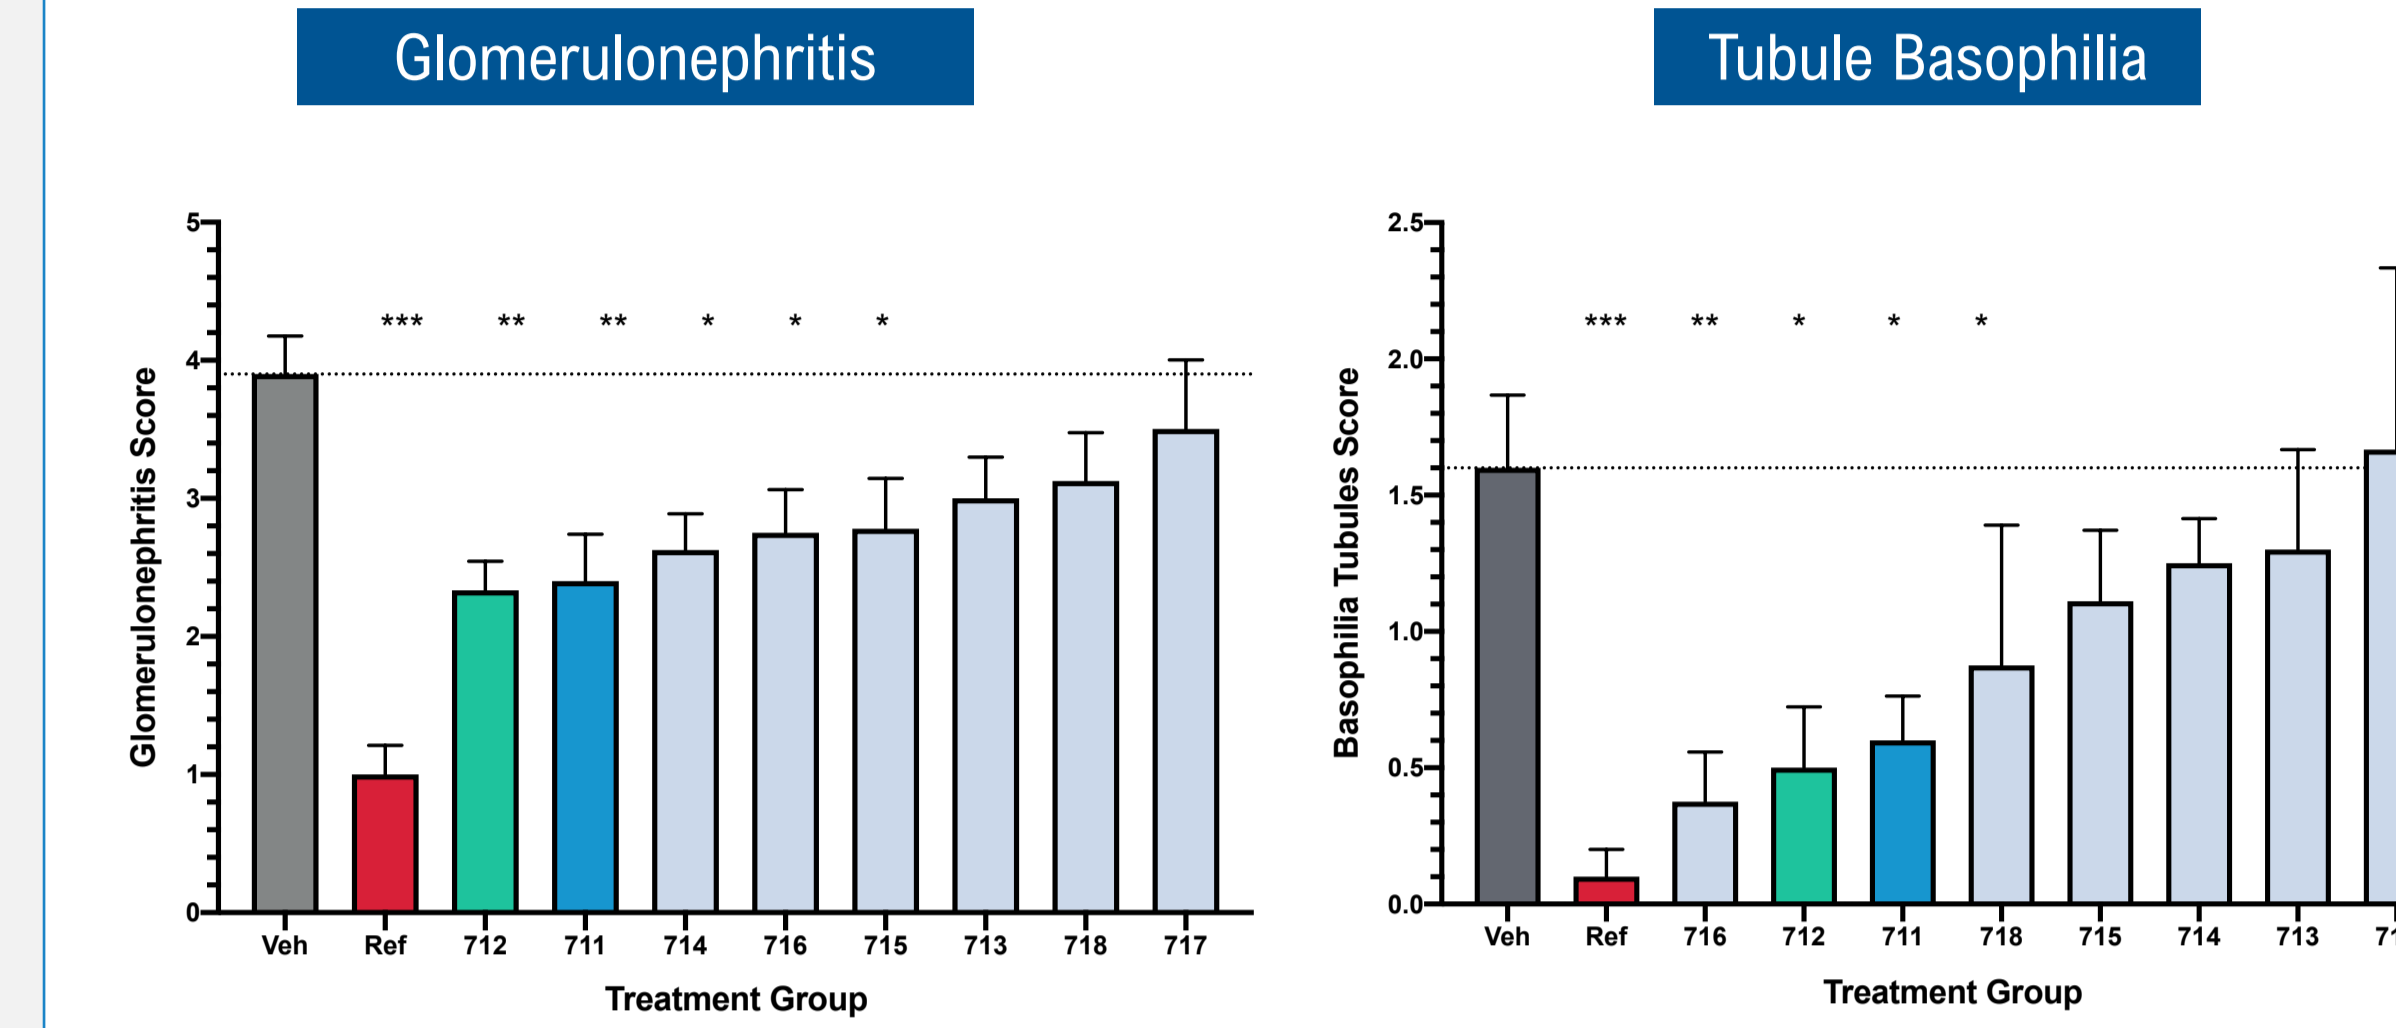 Glomerulonephritis
5
4
3
2
1
0
Glomerulonephritis Score
*** ** ** * * *
Veh Ref 712 711 714 716 715 713 718 717
Treatment Group
Tubule Basophilia
2.5
2.0
1.5
1.0
0.5
0.0
Basophilia Tubules Score
*** ** * * *
Veh Ref 716 712 711 718 715 714 713
Treatment Group